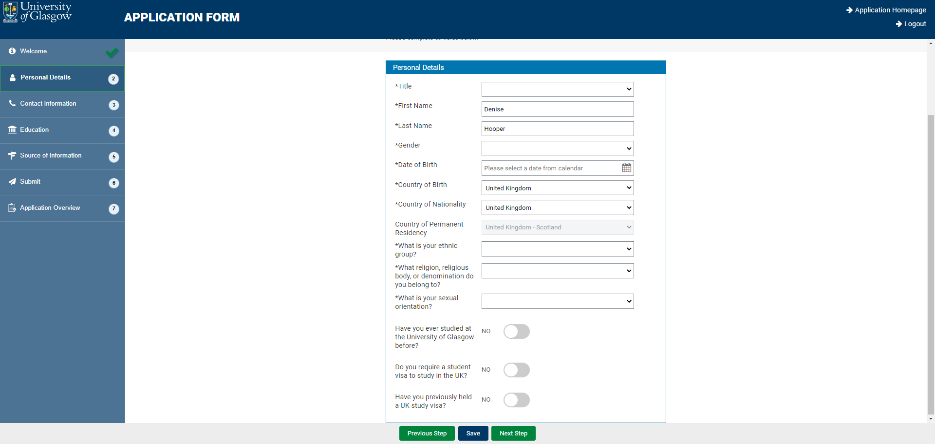 University
of Glasgow
APPLICATION FORM
Application Homepage
Logout
Welcome
Personal Details
2
Contact Information
3
Education
4
Source of Information
5
Submit
6
Application Overview
7
Personal Details
*Title
*First Name
Denise
*Last Name
Hooper
*Gender
*Date of Birth
Please select a date from calendar
*Country of Birth
United Kingdom
*Country of Nationality
United Kingdom
Country of Permanent
Residency
United Kingdom - Scotland
*What is your ethnic
group?
*What religion, religious
body, or denomination do
you belong to?
*What is your sexual
orientation?
Have you ever studied at
the University of Glasgow
before?
NO
Do you require a student
visa to study in the UK?
NO
Have you previously held
a UK study visa?
NO
Previous Step
Save
Next Step